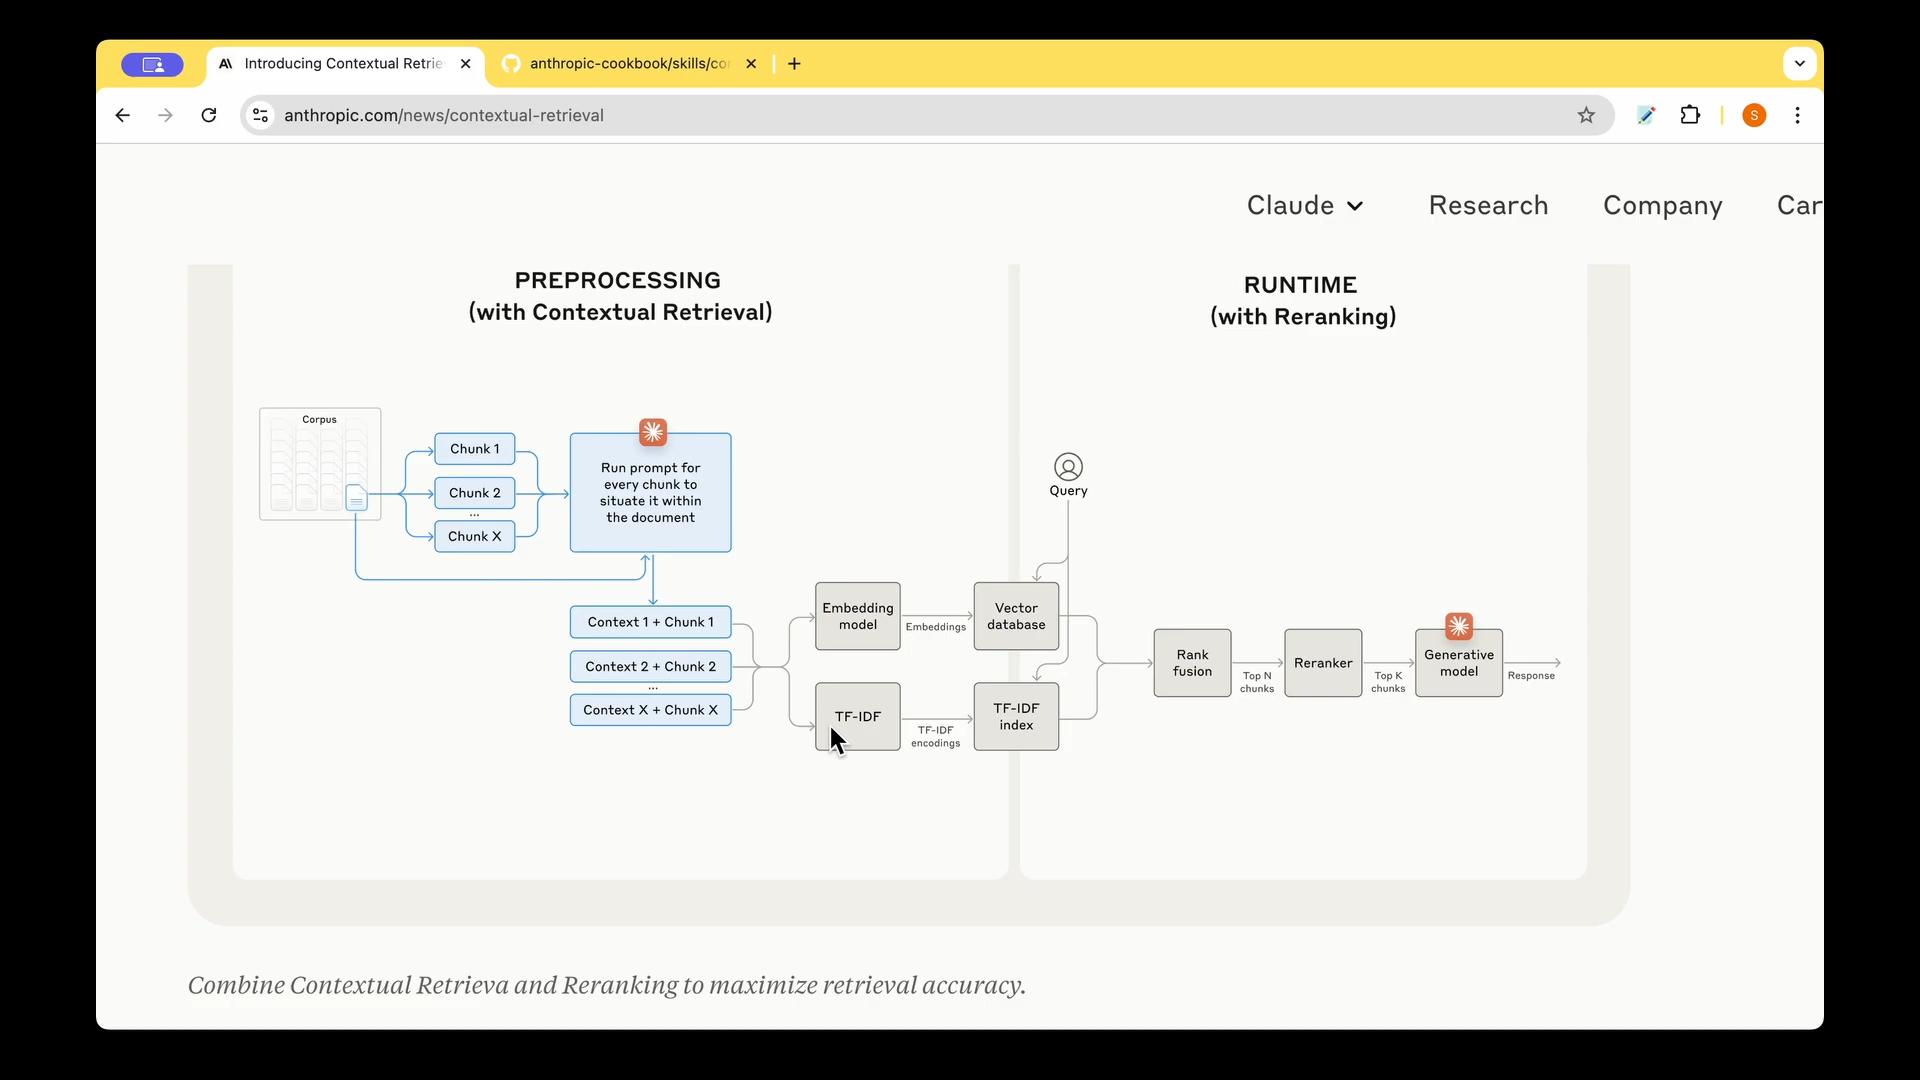 Introducing Contextual Retrie
anthropic-cookbook/skills/co
anthropic.com/news/contextual-retrieval
S
Claude
Research
Company
Car
PREPROCESSING
(with Contextual Retrieval)
RUNTIME
(with Reranking)
Corpus
Chunk 1
Chunk 2
...
Chunk X
Run prompt for
every chunk to
situate it within
the document
Context 1 + Chunk 1
Context 2 + Chunk 2
...
Context X + Chunk X
Embedding
model
Embeddings
Vector
database
TF-IDF
TF-IDF
encodings
TF-IDF
index
Query
Rank
fusion
Top N
chunks
Reranker
Top K
chunks
Generative
model
Response
Combine Contextual Retrieva and Reranking to maximize retrieval accuracy.